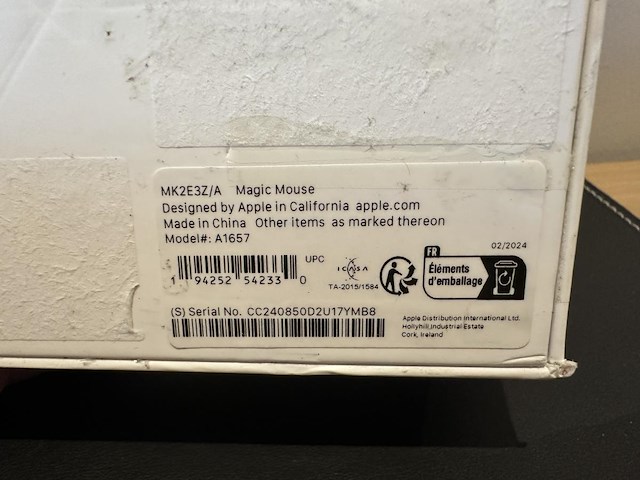 MK2E3Z/A Magic Mouse
Designed by Apple in California apple.com
Made in China Other items as marked thereon
Model#: A1657
UPC
1 94252 54233 0
ICASA
TA-2015/1584
FR
Éléments
d'emballage
02/2024
(S) Serial No. CC240850D2U17YMB8
Apple Distribution International Ltd.
Hollyhill Industrial Estate
Cork, Ireland